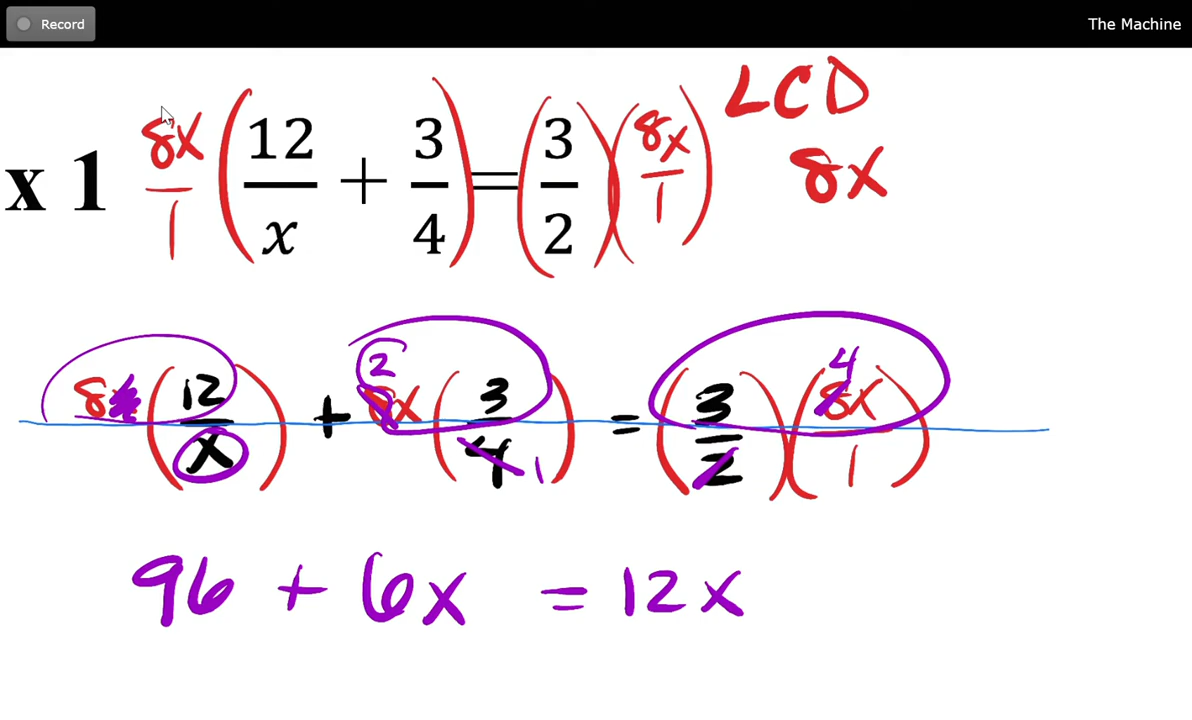 Record
The Machine
x 1 8x/1 (12/x + 3/4) = (3/2)(8x/1) LCD
8x
8x (12/x) + 2 8x (3/4 1) = (3/2)(4 8x/1)
96 + 6x = 12x